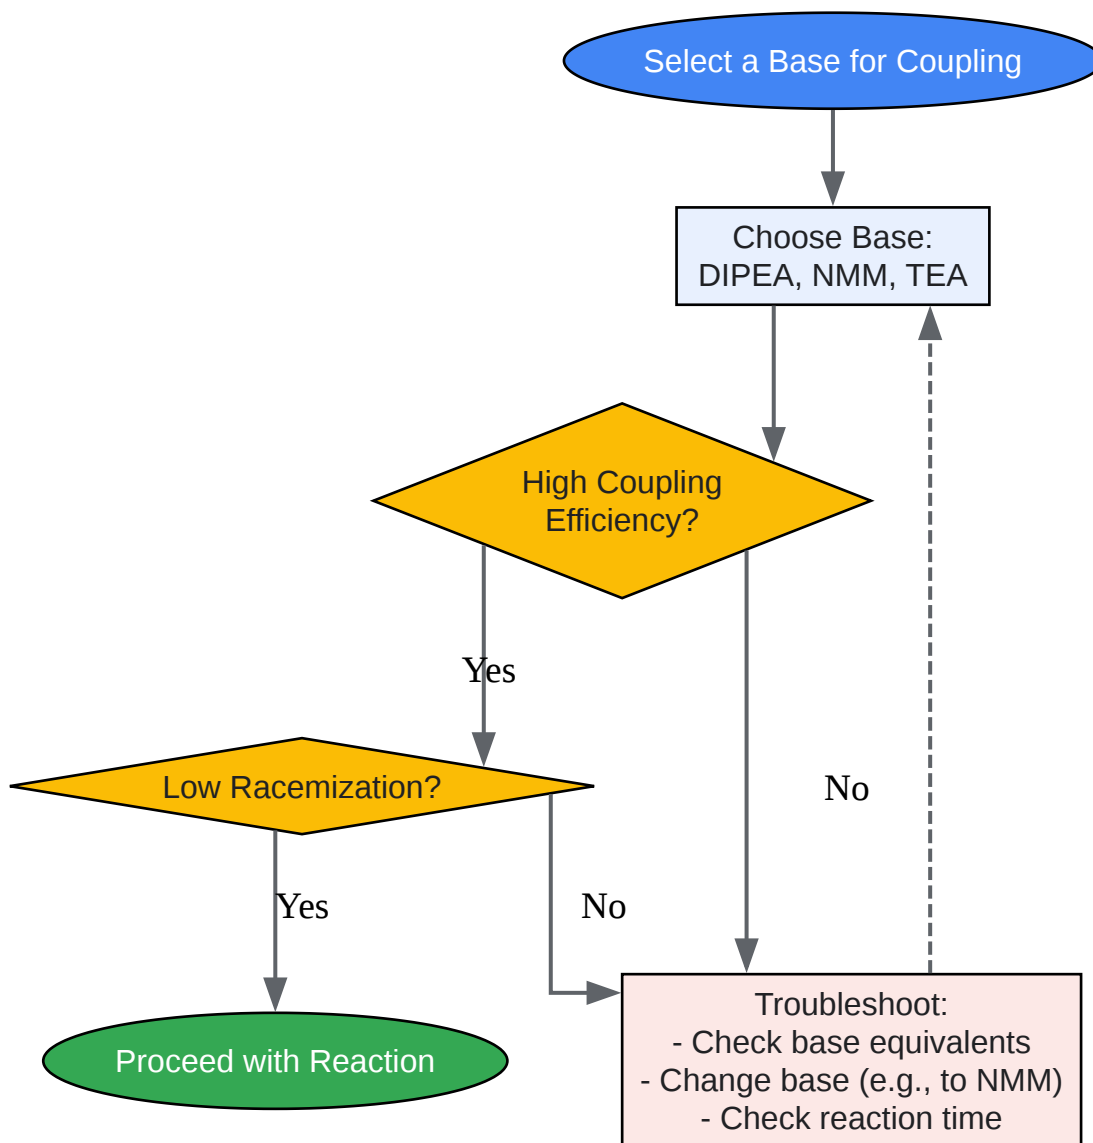 Select a Base for Coupling
Choose Base:
DIPEA, NMM, TEA
High Coupling
Efficiency?
Yes
Low Racemization?
No
Yes
No
Proceed with Reaction
Troubleshoot:
- Check base equivalents
- Change base (e.g., to NMM)
- Check reaction time